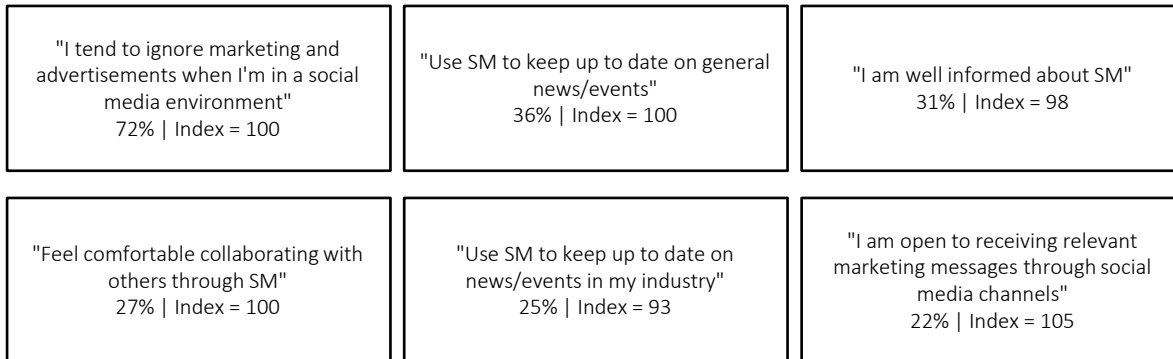 "I tend to ignore marketing and
advertisements when I'm in a social
media environment"
72% | Index = 100
"Use SM to keep up to date on general
news/events"
36% | Index = 100
"I am well informed about SM"
31% | Index = 98
"Feel comfortable collaborating with
others through SM"
27% | Index = 100
"Use SM to keep up to date on
news/events in my industry"
25% | Index = 93
"I am open to receiving relevant
marketing messages through social
media channels"
22% | Index = 105